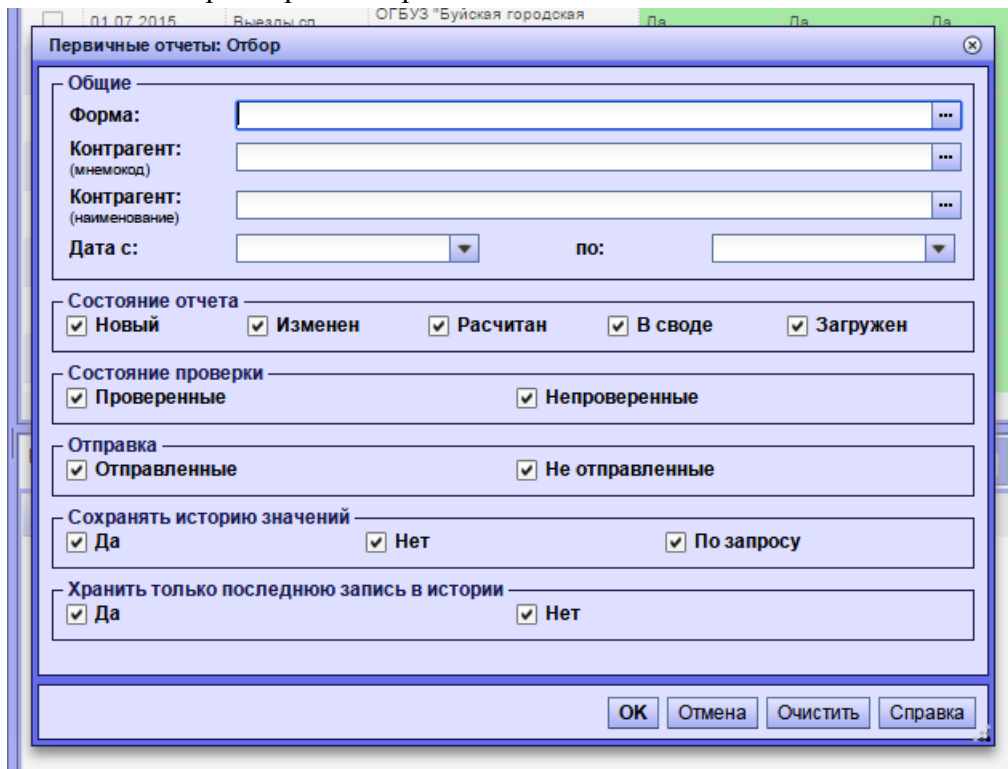 01.07.2015 Выезды сп ОГБУЗ "Буйская городская Да Да Да
Первичные отчеты: Отбор
Общие
Форма:
Контрагент:
(мнемокод)
Контрагент:
(наименование)
Дата с: по:
Состояние отчета
Новый Изменен Расчитан В своде Загружен
Состояние проверки
Проверенные Непроверенные
Отправка
Отправленные Не отправленные
Сохранять историю значений
Да Нет По запросу
Хранить только последнюю запись в истории
Да Нет
OK Отмена Очистить Справка